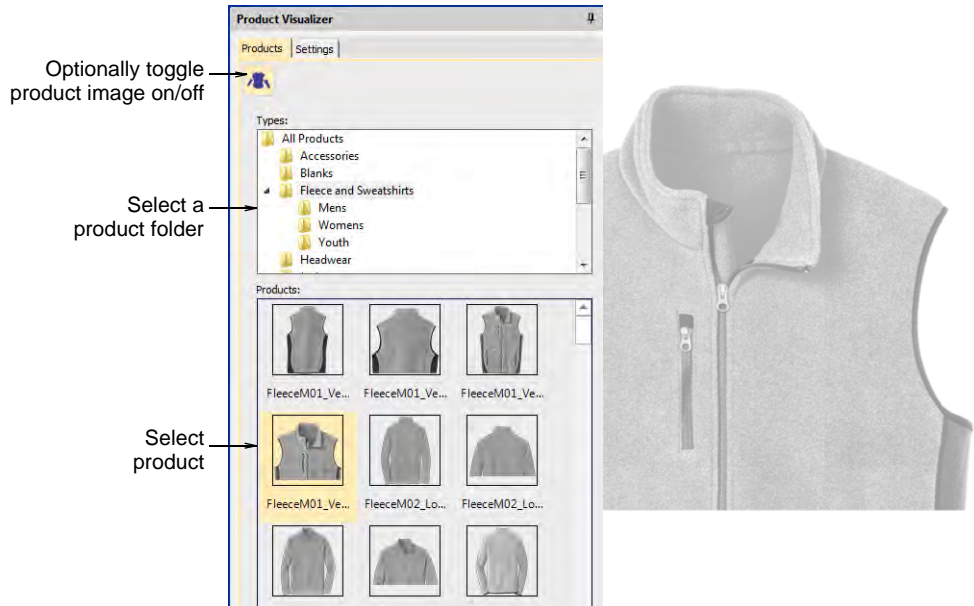 Product Visualizer
Products
Settings
Optionally toggle
product image on/off
Types:
All Products
Accessories
Blanks
Fleece and Sweatshirts
Mens
Womens
Youth
Headwear
Select a
product folder
Products:
FleeceM01_Ve... FleeceM01_Ve... FleeceM01_Ve...
Select
product
FleeceM01_Ve... FleeceM02_Lo... FleeceM02_Lo...